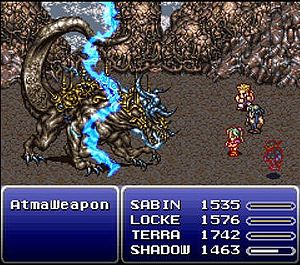 AtmaWeapon
SABIN 1535
LOCKE 1576
TERRA 1742
SHADOW 1463